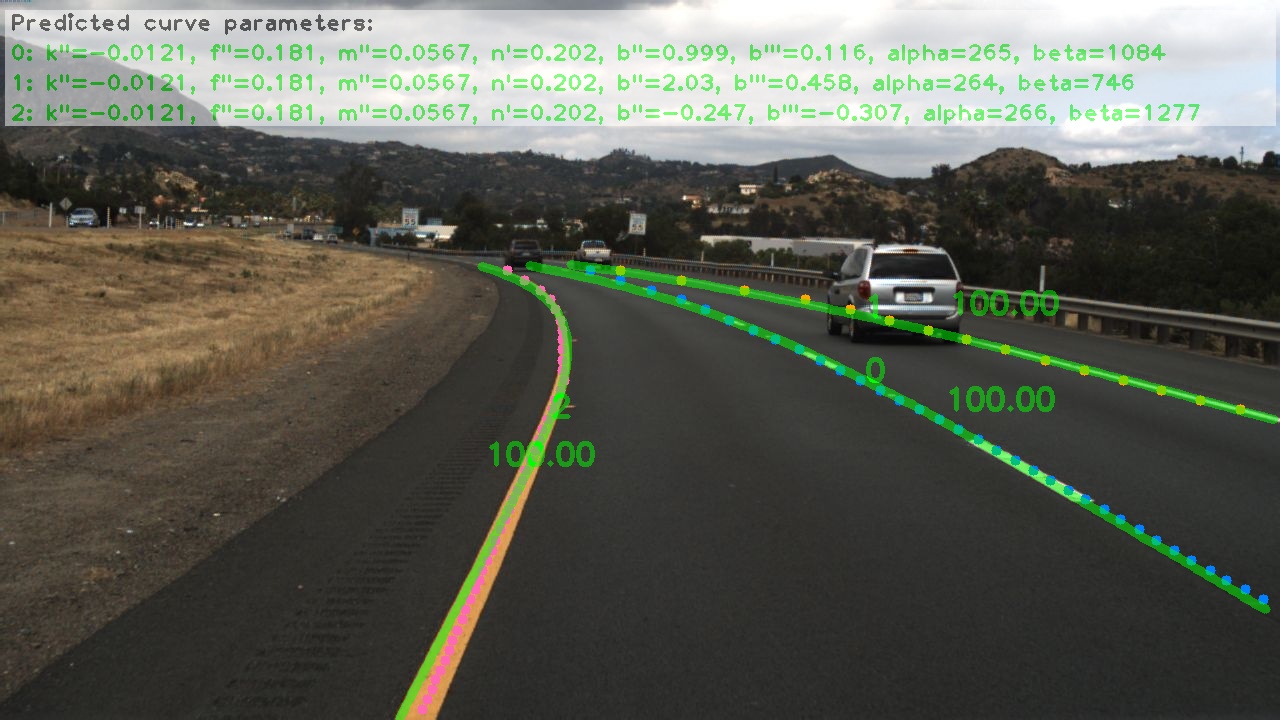 Predicted curve parameters:
0: k''=-0.0121, f''=0.181, m''=0.0567, n'=0.202, b''=0.999, b'''=0.116, alpha=265, beta=1084
1: k''=-0.0121, f''=0.181, m''=0.0567, n'=0.202, b''=2.03, b'''=0.458, alpha=264, beta=746
2: k''=-0.0121, f''=0.181, m''=0.0567, n'=0.202, b''=-0.247, b'''=-0.307, alpha=266, beta=1277
55
55
1
100.00
0
100.00
2
100.00